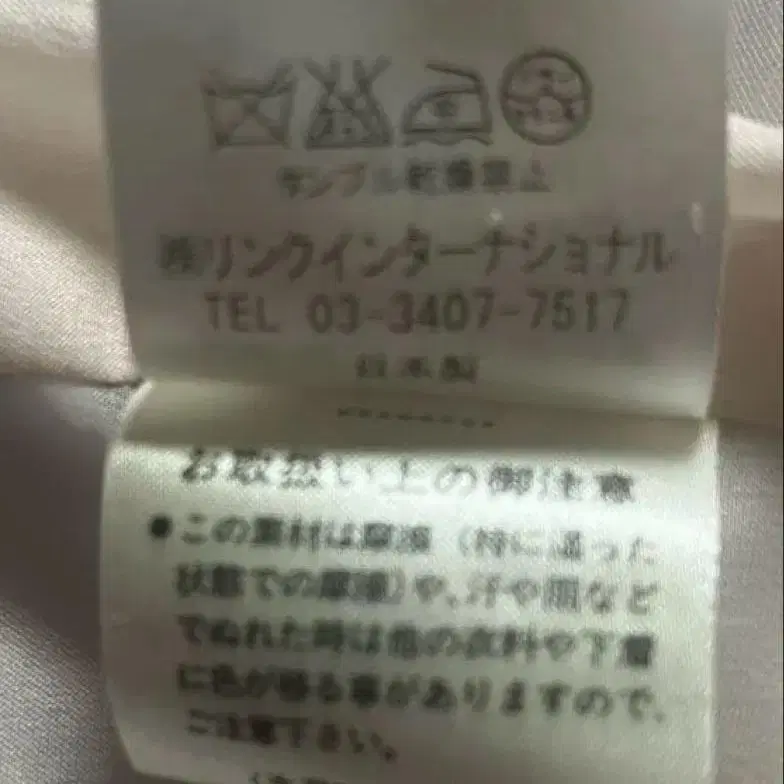 タンブル乾燥禁止
㈱リンクインターナショナル
TEL 03-3407-7517
日本製
お取扱い上の御注意
●この素材は摩擦（特に湿った
状態での摩擦）や、汗や雨など
でぬれた時は他の衣料や下着
に色が移る事がありますので、
ご注意下さい。